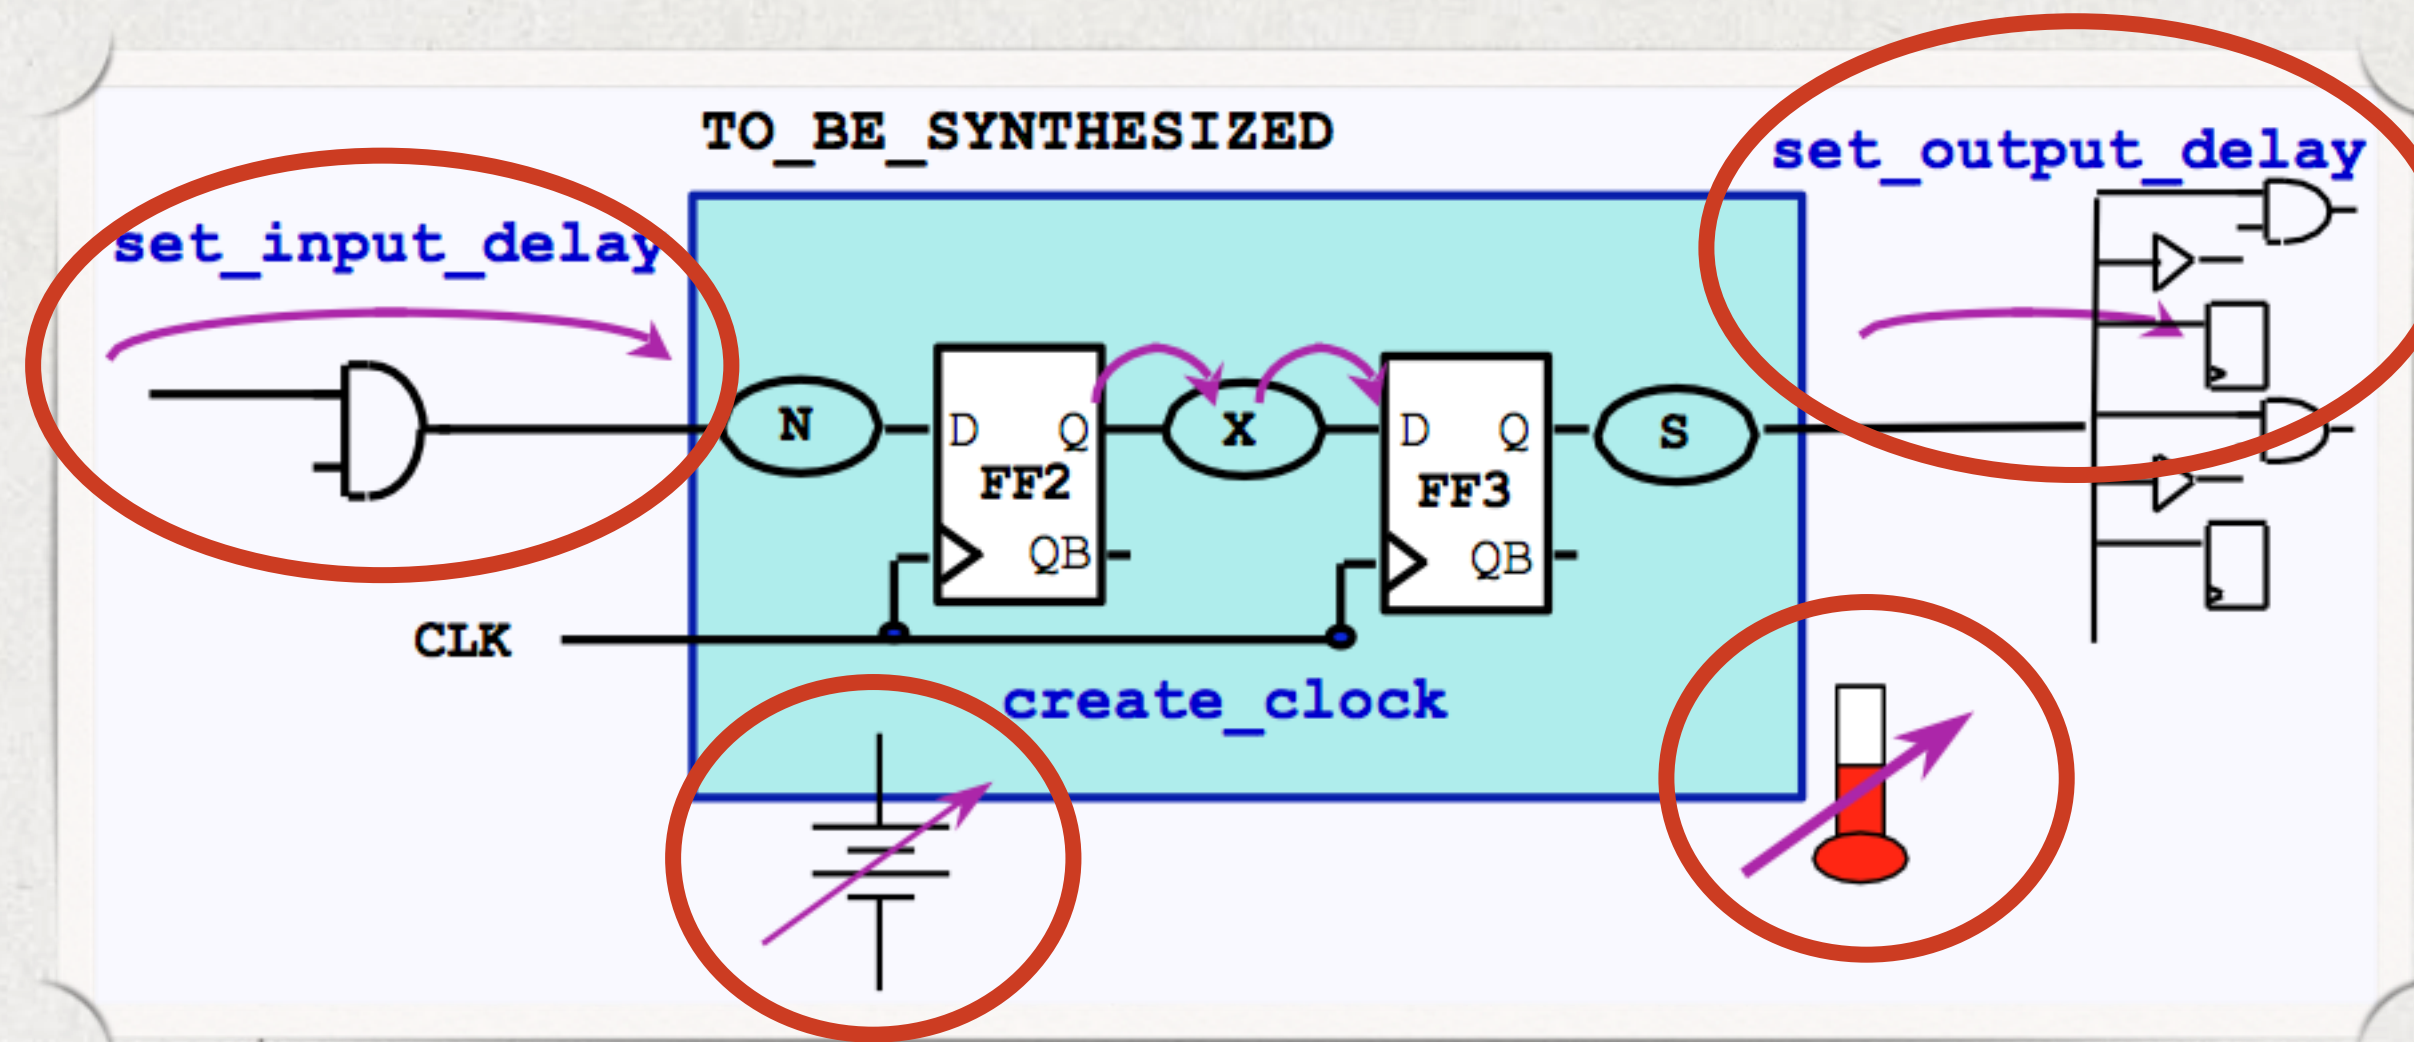 TO_BE_SYNTHESIZED
set_output_delay
set_input_delay
N
D
Q
FF2
QB
X
D
Q
FF3
QB
S
CLK
create_clock